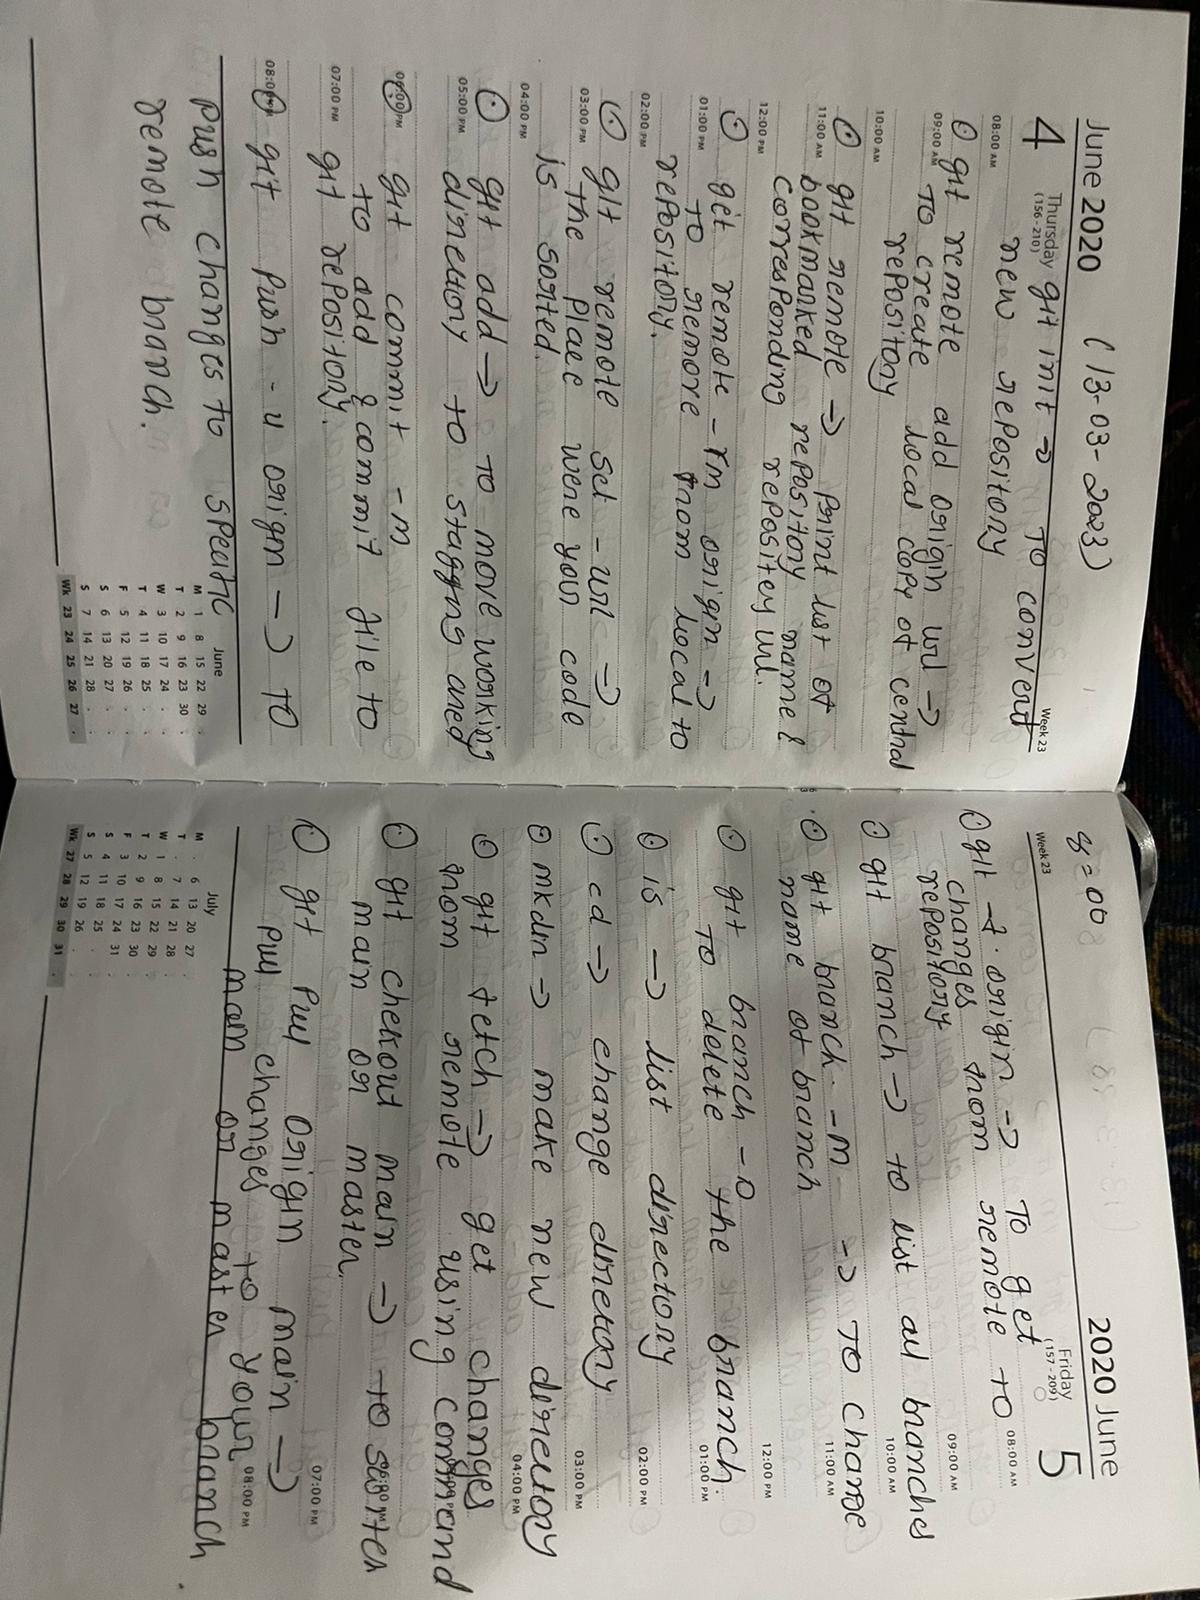 June 2020 (13-03-2023)
4 Thursday (156-210) Week 23
git init → To convert
08:00 AM new repository
git remote add origin url →
09:00 AM To create local copy of central
10:00 AM repository
git remote → print list of
11:00 AM bookmarked repository name &
corresponding repository url.
12:00 PM
git remote -rm origin →
01:00 PM to remore from local to
repository.
02:00 PM
git remote set-url →
03:00 PM the place were your code
is sorted.
04:00 PM
git add → To move working
05:00 PM directory to stagging area
06:00 PM git commit -m
to add & commit file to
07:00 PM git repository.
08:00 PM git push -u origin → To
push changes to
remote branch.
June
M 1 8 15 22 29 .
T 2 9 16 23 30 .
W 3 10 17 24 . .
T 4 11 18 25 . .
F 5 12 19 26 . .
S 6 13 20 27 . .
S 7 14 21 28 . .
Wk 23 24 25 26 27 .
2020 June
Week 23 Friday (157-209) 5
origin → To get
changes from remote to 08:00 AM
repository
09:00 AM
git branch → to list all branches
10:00 AM
git branch -m → To change
name of branch 11:00 AM
12:00 PM
git branch -D
To delete the branch. 01:00 PM
is → list directory 02:00 PM
cd → change directory 03:00 PM
mkdir → make new directory
04:00 PM
git fetch → get changes
from remote using command
git chekout main → to
main or master.
07:00 PM
git pull origin main →
pull changes to your 08:00 PM
or master branch
July
M . 6 13 20 27 .
T . 7 14 21 28 .
W 1 8 15 22 29 .
T 2 9 16 23 30 .
F 3 10 17 24 31 .
S 4 11 18 25 . .
S 5 12 19 26 . .
Wk 27 28 29 30 31 .